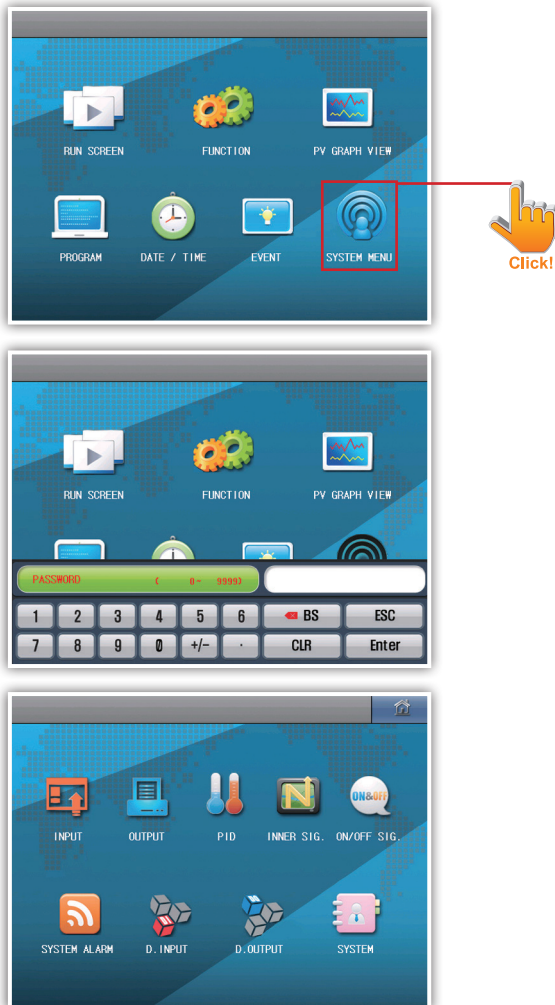 RUN SCREEN FUNCTION PV GRAPH VIEW
PROGRAM DATE / TIME EVENT SYSTEM MENU
Click!
RUN SCREEN FUNCTION PV GRAPH VIEW
PASSWORD ( 0~ 9999)
1 2 3 4 5 6 BS ESC
7 8 9 0 +/- . CLR Enter
ON&OFF
INPUT OUTPUT PID INNER SIG. ON/OFF SIG.
SYSTEM ALARM D.INPUT D.OUTPUT SYSTEM